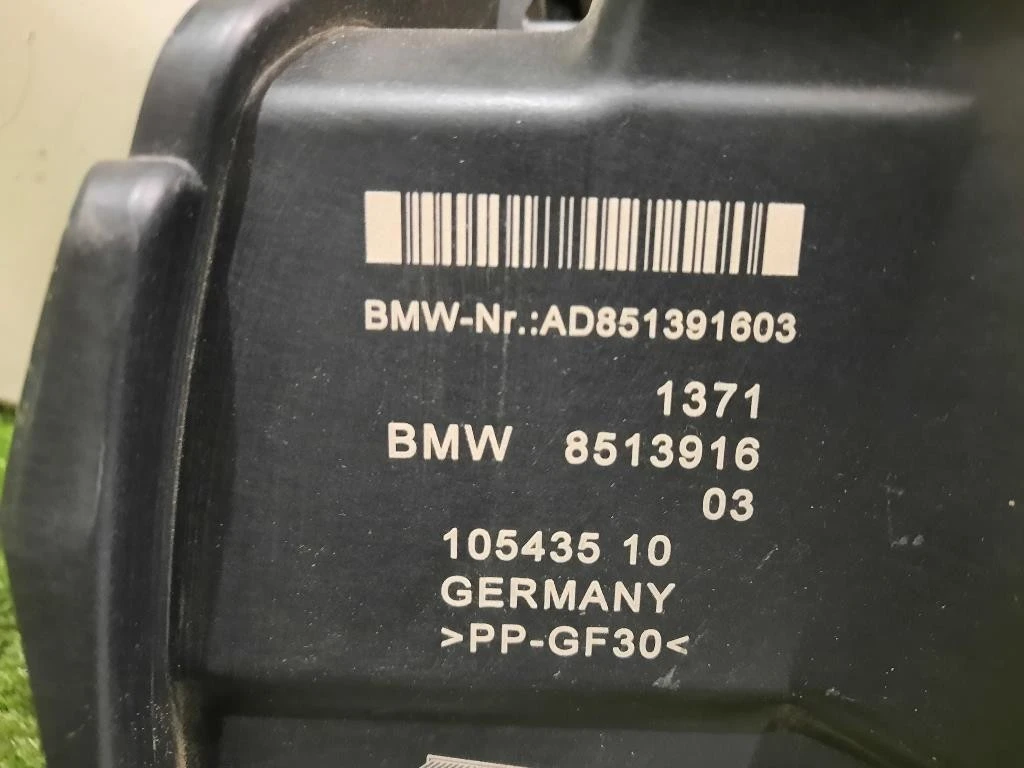 BMW-Nr.:AD851391603
1371
BMW 8513916
03
105435 10
GERMANY
>PP-GF30<